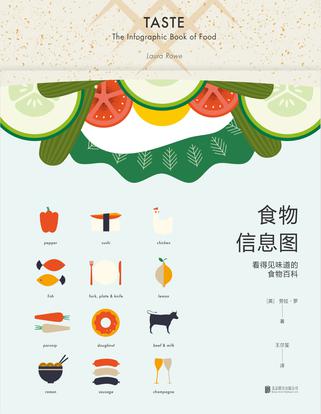 TASTE
The Infographic Book of Food
Laura Rowe
食物
信息图
看得见味道的
食物百科
[英] 劳拉·罗
著
王尔笙
译
pepper
sushi
chicken
fish
fork, plate & knife
lemon
parsnip
doughnut
beef & milk
ramen
sausage
champagne